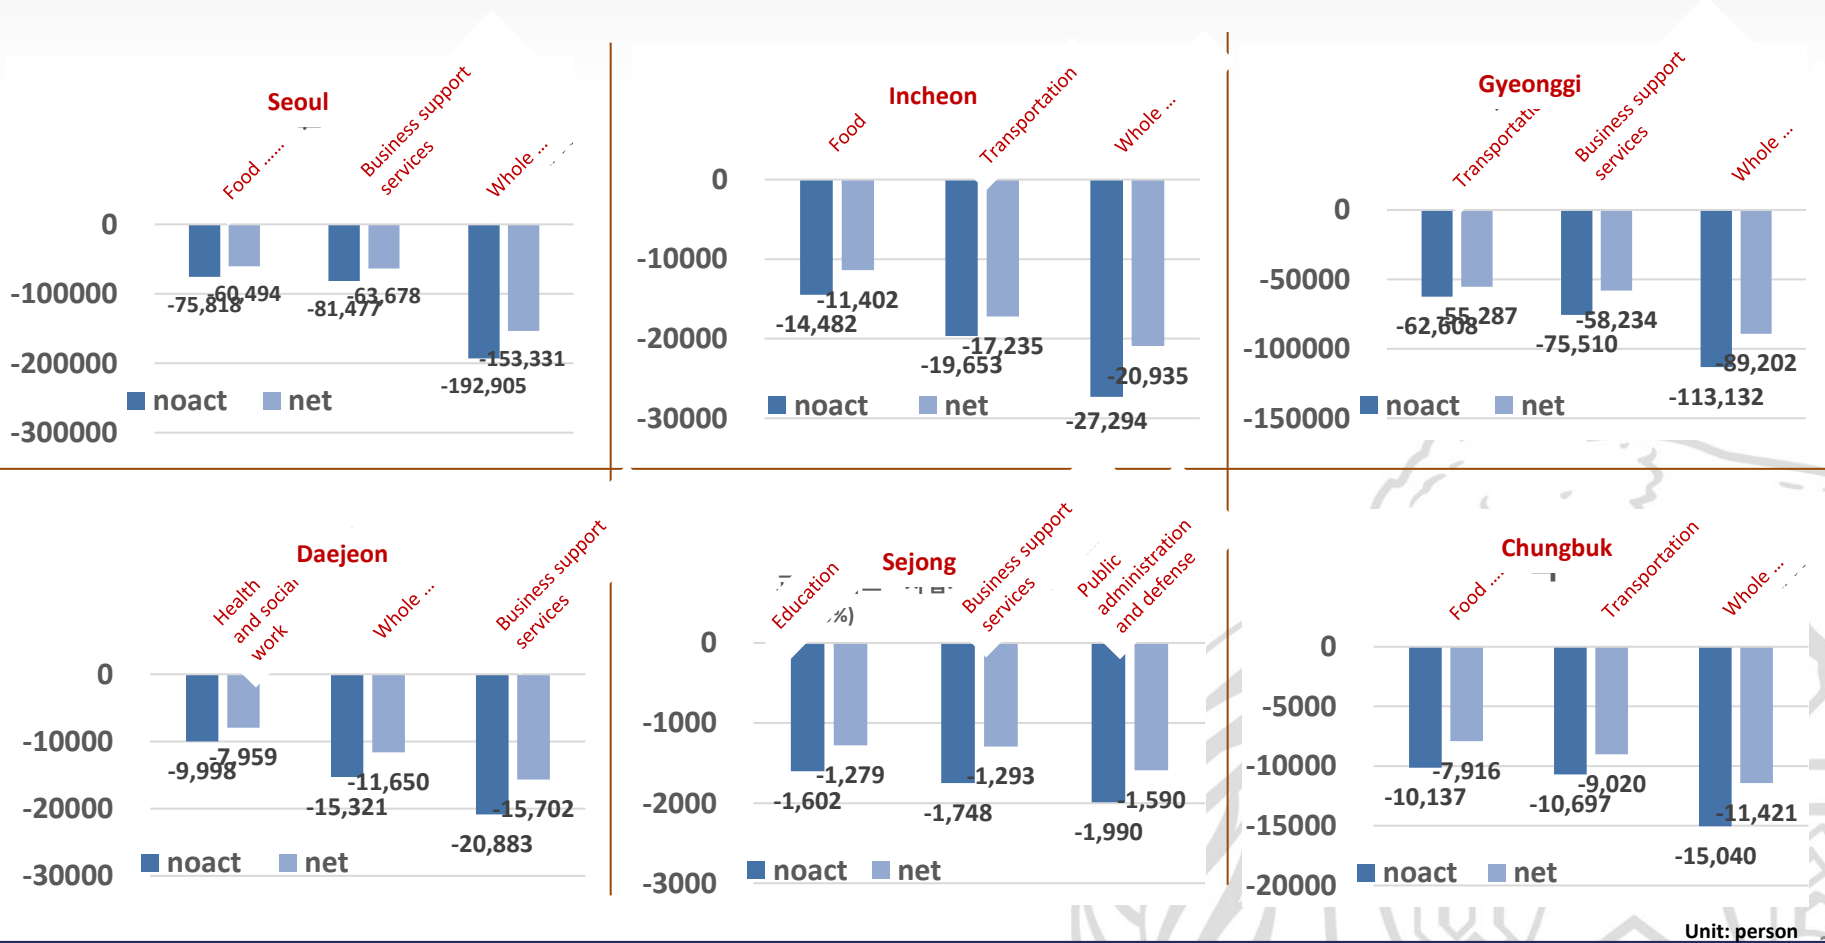 Seoul
Food ......
Business support
services
Whole ...
0
-100000
-200000
-300000
-75,818
-60,494
-81,477
-63,678
-192,905
-153,331
noact
net
Incheon
Food
Transportation
Whole ...
0
-10000
-20000
-30000
-14,482
-11,402
-19,653
-17,235
-27,294
-20,935
noact
net
Gyeonggi
Business support
services
Whole ...
0
-50000
-100000
-150000
-62,608
-55,287
-75,510
-58,234
-113,132
-89,202
noact
net
Daejeon
Health
and social
work
Whole ...
Business support
services
0
-10000
-20000
-30000
-9,998
-7,959
-15,321
-11,650
-20,883
-15,702
noact
net
Sejong
Education
Business support
services
Public
administration
and defense
%)
0
-1000
-2000
-3000
-1,602
-1,279
-1,748
-1,293
-1,990
-1,590
noact
net
Chungbuk
Food ....
Transportation
Whole ...
0
-5000
-10000
-15000
-20000
-10,137
-7,916
-10,697
-9,020
-15,040
-11,421
noact
net
Unit: person